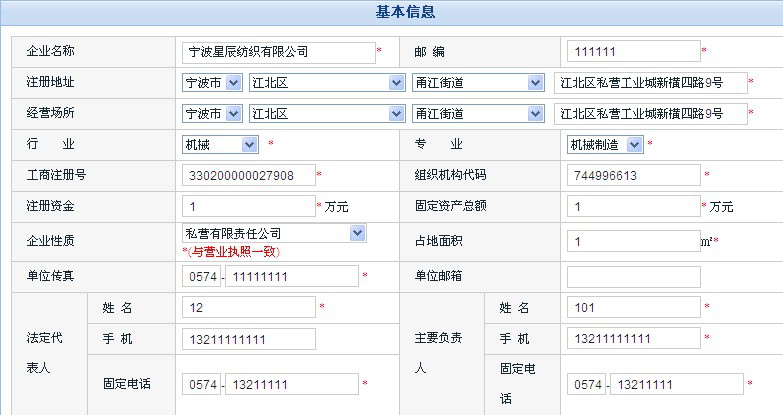 基本信息
企业名称 宁波星辰纺织有限公司* 邮 编 111111 *
注册地址 宁波市 江北区 甬江街道 江北区私营工业城新横四路9号 *
经营场所 宁波市 江北区 甬江街道 江北区私营工业城新横四路9号 *
行 业 机械 * 专 业 机械制造 *
工商注册号 330200000027908 * 组织机构代码 744996613 *
注册资金 1 * 万元 固定资产总额 1 * 万元
企业性质 私营有限责任公司 占地面积 1 m²*
*(与营业执照一致)
单位传真 0574 - 11111111 * 单位邮箱
法定代表人 姓 名 12 * 主要负责人 姓 名 101 *
手 机 13211111111 手 机 13211111111 *
固定电话 0574 - 13211111 * 固定电话 0574 - 13211111 *